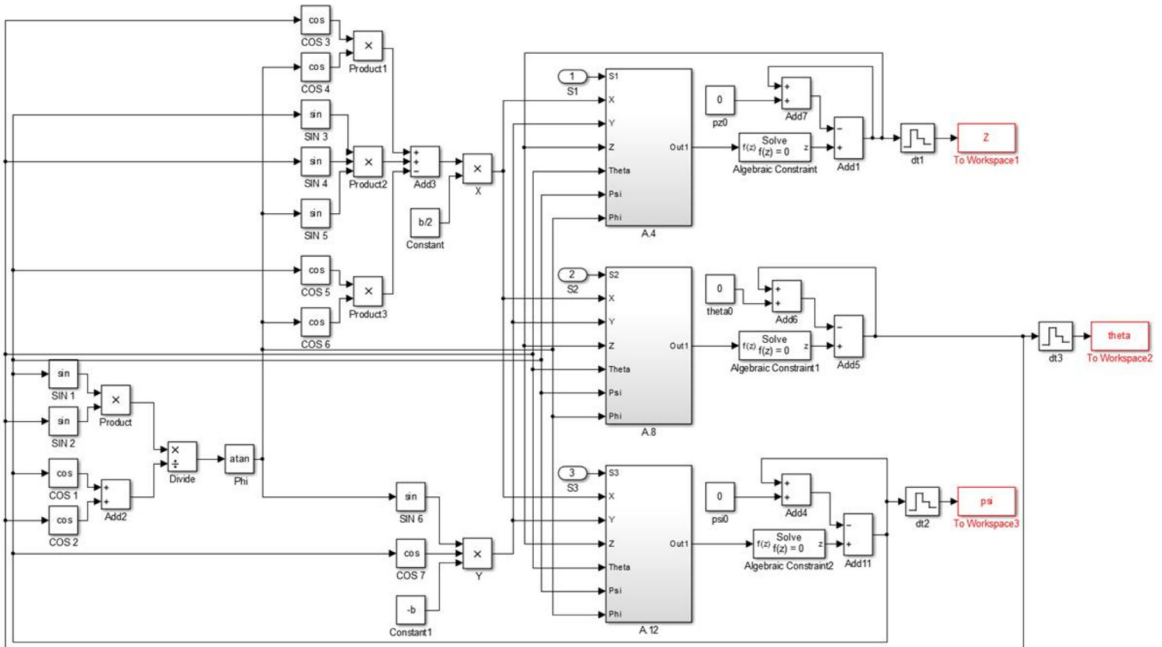 cos
COS 3
cos
COS 4
×
Product1
sin
SIN 3
sin
SIN 4
sin
SIN 5
×
Product2
cos
COS 5
cos
COS 6
×
Product3
+
+
−
Add3
b/2
Constant
×
X
sin
SIN 1
sin
SIN 2
×
Product
cos
COS 1
cos
COS 2
+
+
Add2
×
÷
Divide
atan
Phi
sin
SIN 6
cos
COS 7
-b
Constant1
×
Y
1
S1
S1
X
Y
Z
Theta
Psi
Phi
Out1
A.4
0
pz0
+
+
Add7
Solve
f(z) f(z) = 0 z
Algebraic Constraint
−
+
Add1
dt1
Z
To Workspace1
2
S2
S2
X
Y
Z
Theta
Psi
Phi
Out1
A.8
0
theta0
+
+
Add6
Solve
f(z) f(z) = 0 z
Algebraic Constraint1
−
+
Add5
dt3
theta
To Workspace2
3
S3
S3
X
Y
Z
Theta
Psi
Phi
Out1
A.12
0
psi0
+
+
Add4
Solve
f(z) f(z) = 0 z
Algebraic Constraint2
−
+
Add11
dt2
psi
To Workspace3